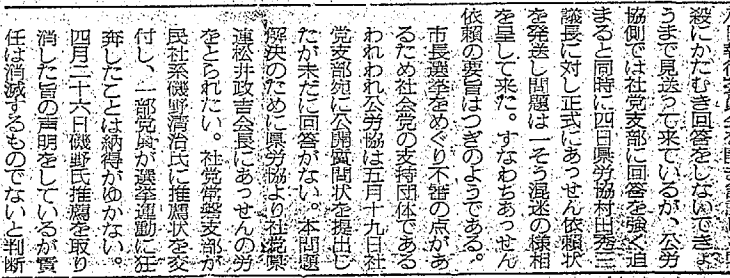 殺にかたむき回答をしないできよ
うまで見送つて来ているが、公労
協側では社党支部に回答を強く迫
まると同時に四日県労協村田秀三
議長に対し正式にあつせん依頼状
を発送し問題は一そう混迷の様相
を呈して来た。すなわちあつせん
依頼の要旨はつぎのようである。
市長選挙をめぐり不審の点があ
るため社会党の支持団体である
われわれ公労協は五月十九日社
党支部宛に公開質問状を提出し
たが未だに回答がない。本問題
解決のために県労協より社党県
連松井政吉会長にあつせんの労
をとられたい。社党常磐支部が
民社系磯野清治氏に推薦状を交
付し、一部党員が選挙運動に狂
奔したことは納得がゆかない。
四月二十六日磯野氏推薦を取り
消した旨の声明をしているが責
任は消滅するものでないと判断